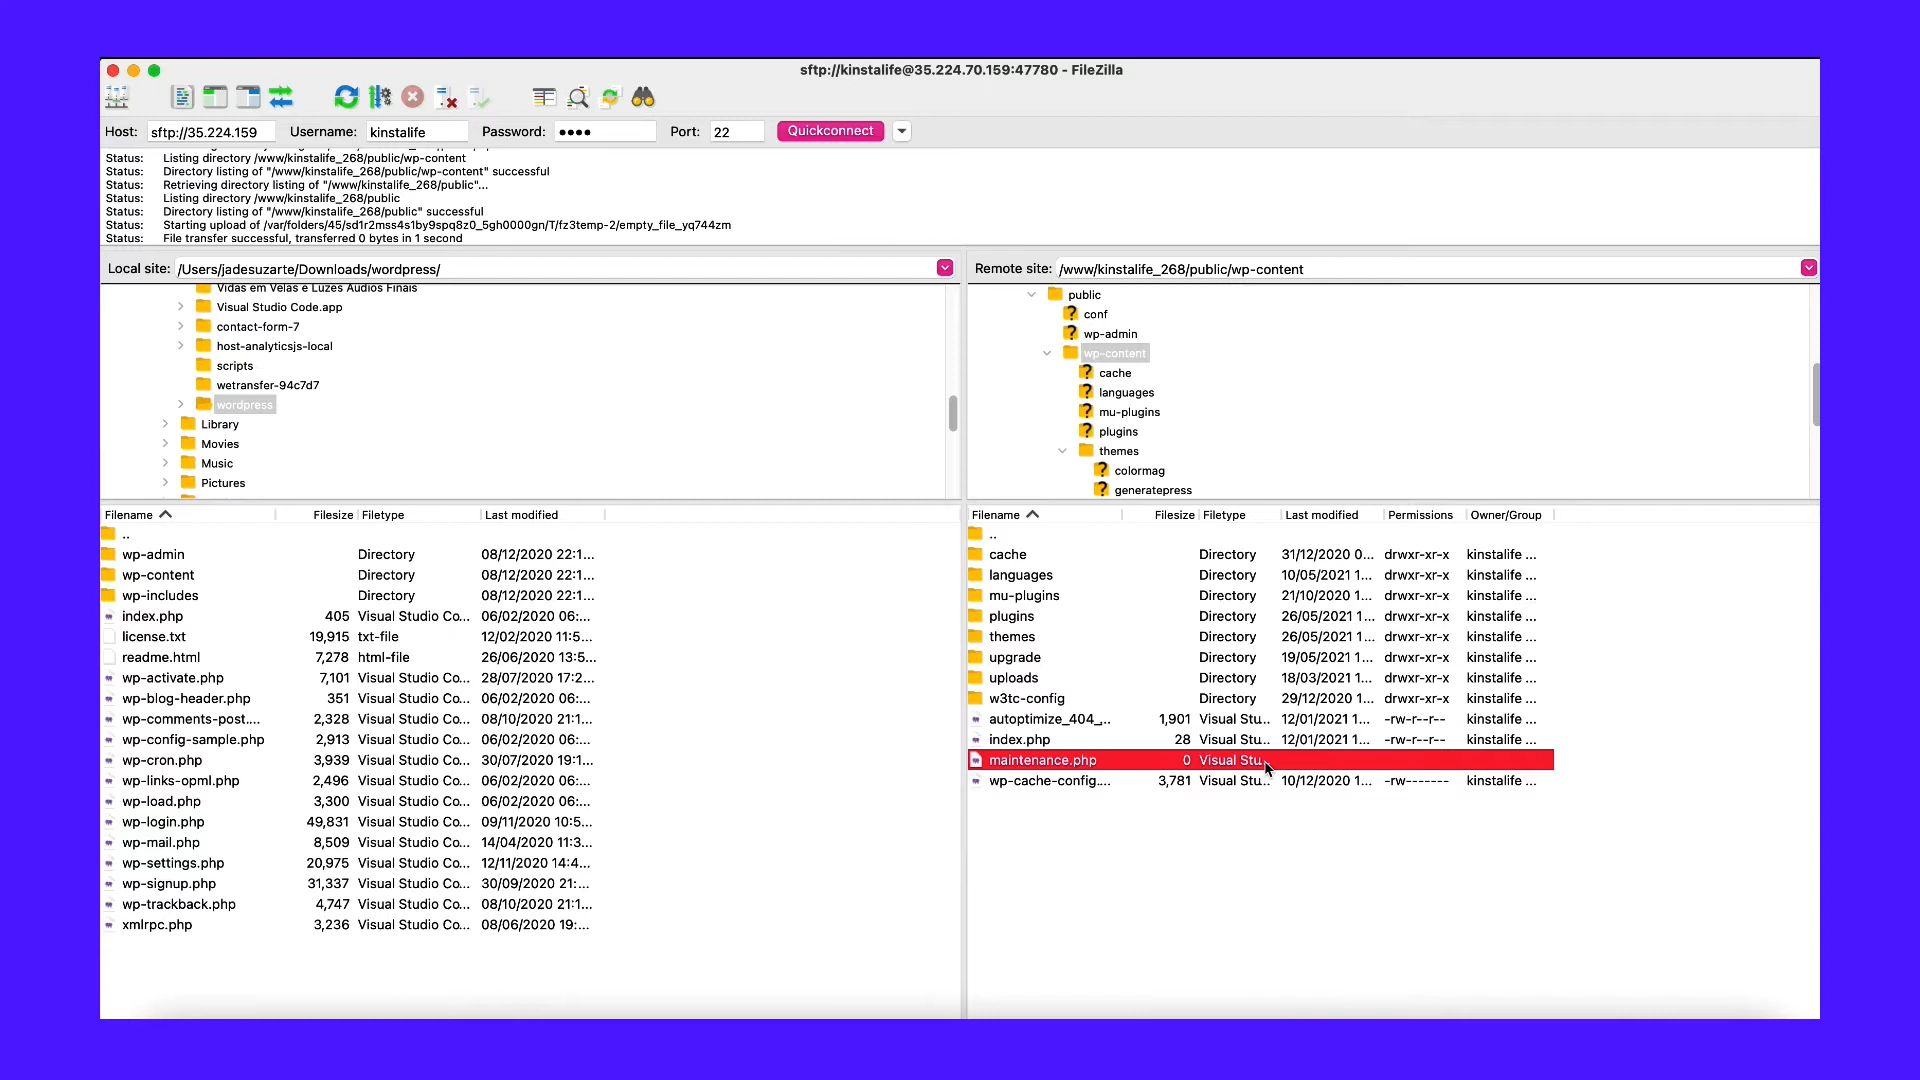 sftp://kinstalife@35.224.70.159:47780 - FileZilla
Host: sftp://35.224.159 Username: kinstalife Password: •••• Port: 22 Quickconnect
Status: Listing directory /www/kinstalife_268/public/wp-content
Status: Directory listing of "/www/kinstalife_268/public/wp-content" successful
Status: Retrieving directory listing of "/www/kinstalife_268/public"...
Status: Listing directory /www/kinstalife_268/public
Status: Directory listing of "/www/kinstalife_268/public" successful
Status: Starting upload of /var/folders/45/sd1r2mss4s1by9spq8z0_5gh0000gn/T/fz3temp-2/empty_file_yq744zm
Status: File transfer successful, transferred 0 bytes in 1 second
Local site: /Users/jadesuzarte/Downloads/wordpress/
Vidas em Velas e Luzes Audios Finais
Visual Studio Code.app
contact-form-7
host-analyticsjs-local
scripts
wetransfer-94c7d7
wordpress
Library
Movies
Music
Pictures
Filename Filesize Filetype Last modified
..
wp-admin Directory 08/12/2020 22:1...
wp-content Directory 08/12/2020 22:1...
wp-includes Directory 08/12/2020 22:1...
index.php 405 Visual Studio Co... 06/02/2020 06:...
license.txt 19,915 txt-file 12/02/2020 11:5...
readme.html 7,278 html-file 26/06/2020 13:5...
wp-activate.php 7,101 Visual Studio Co... 28/07/2020 17:2...
wp-blog-header.php 351 Visual Studio Co... 06/02/2020 06:...
wp-comments-post.... 2,328 Visual Studio Co... 08/10/2020 21:1...
wp-config-sample.php 2,913 Visual Studio Co... 06/02/2020 06:...
wp-cron.php 3,939 Visual Studio Co... 30/07/2020 19:1...
wp-links-opml.php 2,496 Visual Studio Co... 06/02/2020 06:...
wp-load.php 3,300 Visual Studio Co... 06/02/2020 06:...
wp-login.php 49,831 Visual Studio Co... 09/11/2020 10:5...
wp-mail.php 8,509 Visual Studio Co... 14/04/2020 11:3...
wp-settings.php 20,975 Visual Studio Co... 12/11/2020 14:4...
wp-signup.php 31,337 Visual Studio Co... 30/09/2020 21:...
wp-trackback.php 4,747 Visual Studio Co... 08/10/2020 21:1...
xmlrpc.php 3,236 Visual Studio Co... 08/06/2020 19:...
Remote site: /www/kinstalife_268/public/wp-content
public
conf
wp-admin
wp-content
cache
languages
mu-plugins
plugins
themes
colormag
generatepress
Filename Filesize Filetype Last modified Permissions Owner/Group
..
cache Directory 31/12/2020 0... drwxr-xr-x kinstalife ...
languages Directory 10/05/2021 1... drwxr-xr-x kinstalife ...
mu-plugins Directory 21/10/2020 1... drwxr-xr-x kinstalife ...
plugins Directory 26/05/2021 1... drwxr-xr-x kinstalife ...
themes Directory 26/05/2021 1... drwxr-xr-x kinstalife ...
upgrade Directory 19/05/2021 1... drwxr-xr-x kinstalife ...
uploads Directory 18/03/2021 1... drwxr-xr-x kinstalife ...
w3tc-config Directory 29/12/2020 1... drwxr-xr-x kinstalife ...
autoptimize_404_... 1,901 Visual Stu... 12/01/2021 1... -rw-r--r-- kinstalife ...
index.php 28 Visual Stu... 12/01/2021 1... -rw-r--r-- kinstalife ...
maintenance.php 0 Visual Stu...
wp-cache-config.... 3,781 Visual Stu... 10/12/2020 1... -rw------- kinstalife ...